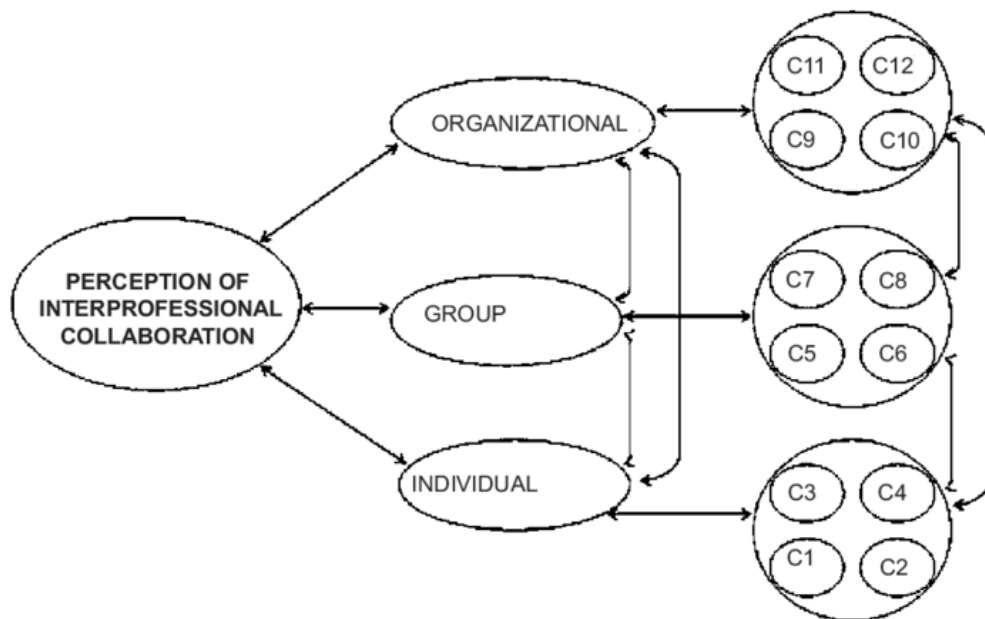 PERCEPTION OF
INTERPROFESSIONAL
COLLABORATION
ORGANIZATIONAL
GROUP
INDIVIDUAL
C11 C12
C9 C10
C7 C8
C5 C6
C3 C4
C1 C2